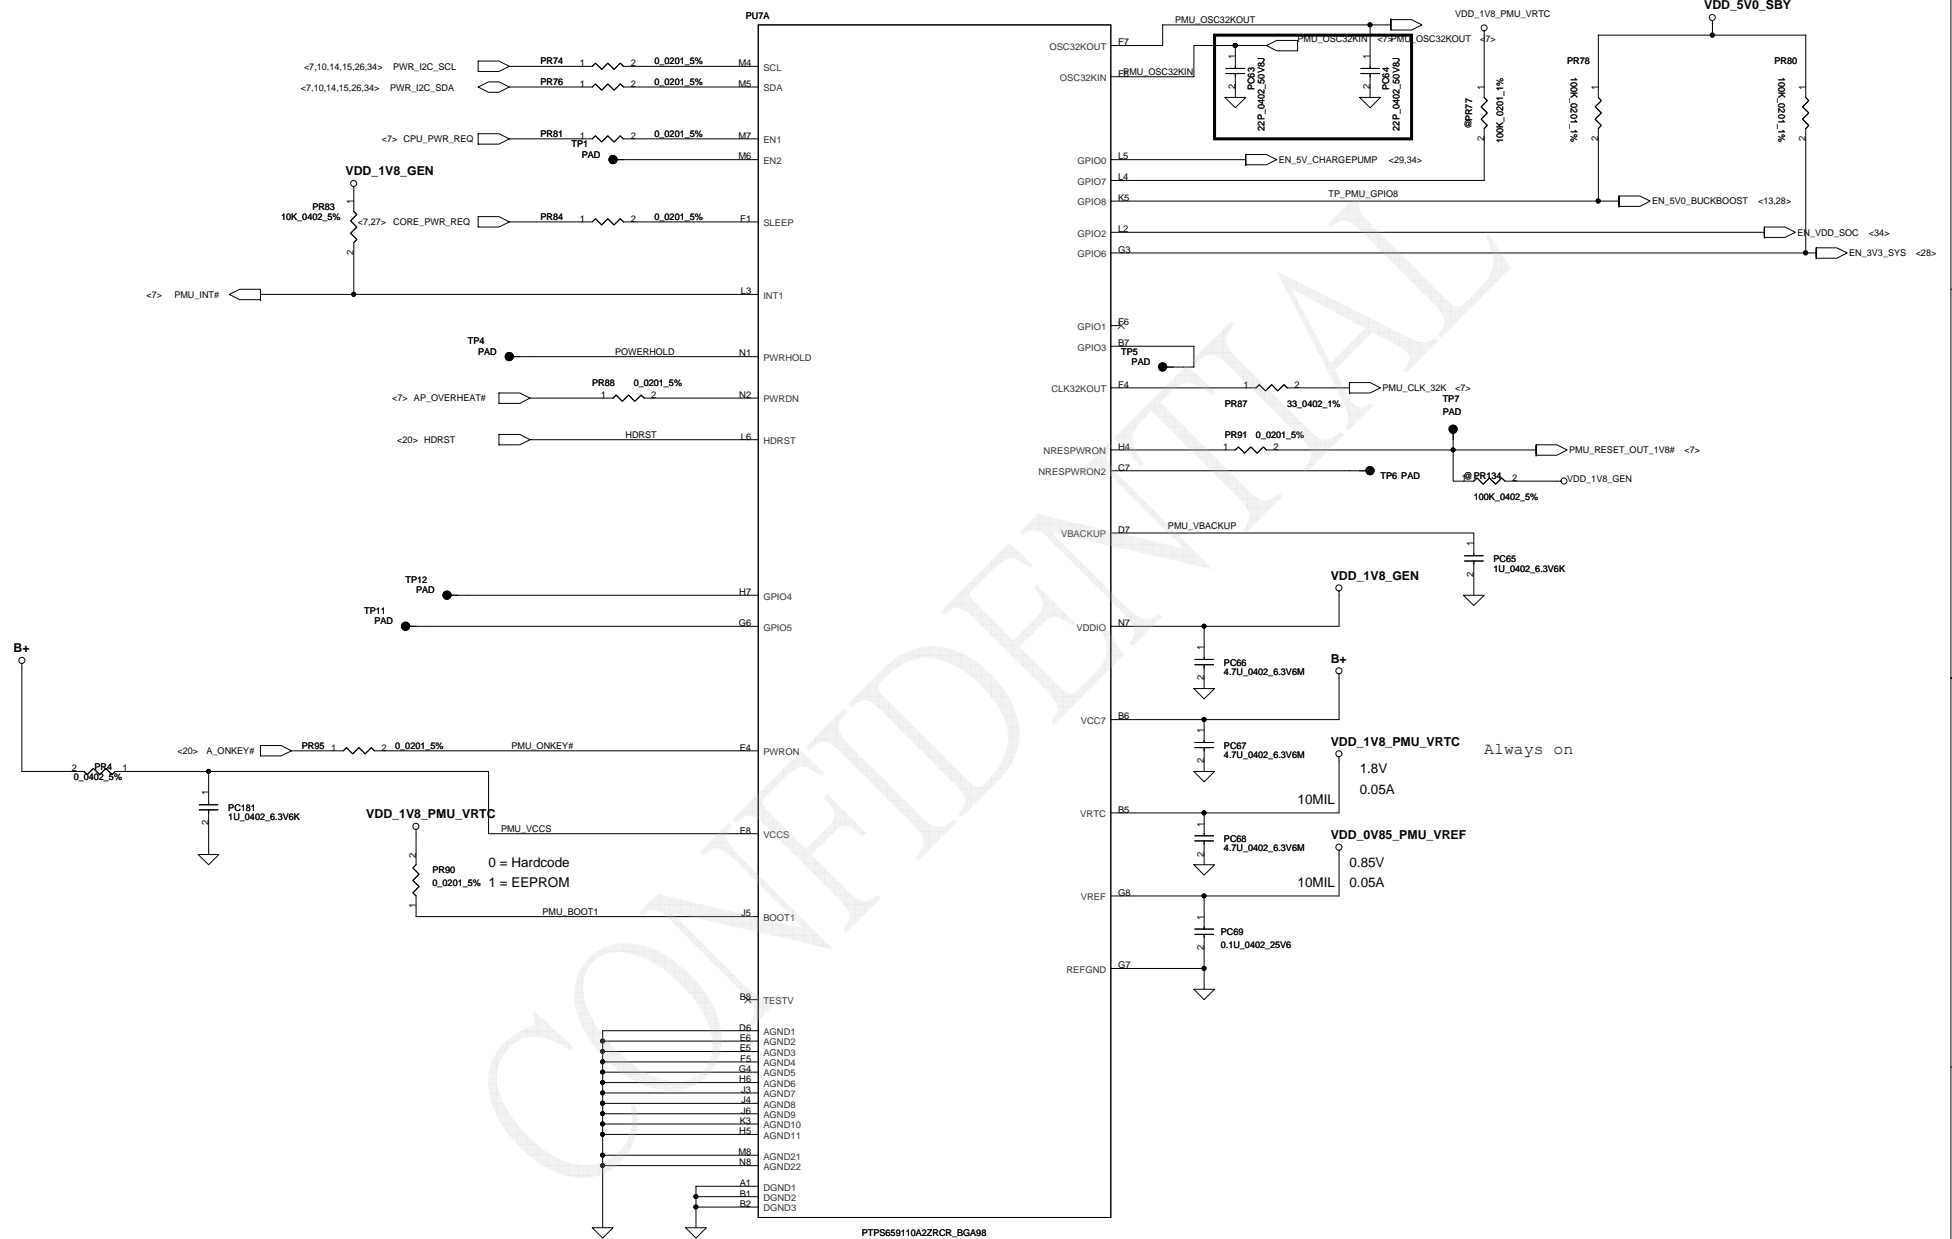 PU7A
VDD_5V0_SBY
PMU_OSC32KOUT
VDD_1V8_PMU_VRTC
OSC32KOUT
PMU_OSC32KIN <7>
PMU_OSC32KOUT <7>
OSC32KIN
PMU_OSC32KIN
PC63
22P_0402_50V8J
PC64
22P_0402_50V8J
@PR77
100K_0201_1%
PR78
100K_0201_1%
PR80
100K_0201_1%
<7,10,14,15,26,34> PWR_I2C_SCL PR74 1 2 0_0201_5% M4 SCL
<7,10,14,15,26,34> PWR_I2C_SDA PR76 1 2 0_0201_5% M5 SDA
<7> CPU_PWR_REQ PR81 1 2 0_0201_5% M7 EN1
TP1
PAD
M6 EN2
GPIO0 L5 EN_5V_CHARGEPUMP <29,34>
GPIO7 L4
GPIO8 K5 TP_PMU_GPIO8 EN_5V0_BUCKBOOST <13,28>
GPIO2 L2 EN_VDD_SOC <34>
GPIO6 G3 EN_3V3_SYS <28>
VDD_1V8_GEN
PR83
10K_0402_5%
<7,27> CORE_PWR_REQ PR84 1 2 0_0201_5% F1 SLEEP
<7> PMU_INT# L3 INT1
TP4
PAD
POWERHOLD N1 PWRHOLD
PR88 0_0201_5%
<7> AP_OVERHEAT# 1 2 N2 PWRDN
<20> HDRST HDRST L6 HDRST
GPIO1
GPIO3 B7
TP5
PAD
CLK32KOUT 1 2 PMU_CLK_32K <7>
PR87 33_0402_1%
TP7
PAD
PR91 0_0201_5%
NRESPWRON H4 1 2 PMU_RESET_OUT_1V8# <7>
NRESPWRON2 C7 TP6 PAD
@PR134 2 VDD_1V8_GEN
100K_0402_5%
VBACKUP D7 PMU_VBACKUP
PC65
1U_0402_6.3V6K
TP12
PAD
H7 GPIO4
TP11
PAD
G6 GPIO5
VDD_1V8_GEN
VDDIO N7
PC66
4.7U_0402_6.3V6M
B+
VCC7 B6
PC67
4.7U_0402_6.3V6M
B+
<20> A_ONKEY# PR95 1 2 0_0201_5% PMU_ONKEY# PWRON
2 PR4 1
0_0402_5%
PC181
1U_0402_6.3V6K
VDD_1V8_PMU_VRTC
PMU_VCCS VCCS
PR90
0_0201_5%
0 = Hardcode
1 = EEPROM
PMU_BOOT1 J5 BOOT1
VDD_1V8_PMU_VRTC Always on
1.8V
10MIL 0.05A
VRTC B5
PC68
4.7U_0402_6.3V6M
VDD_0V85_PMU_VREF
0.85V
10MIL 0.05A
VREF G8
PC69
0.1U_0402_25V6
REFGND G7
TESTV
D6 AGND1
E6 AGND2
E5 AGND3
F5 AGND4
G4 AGND5
H6 AGND6
J3 AGND7
J4 AGND8
J6 AGND9
K3 AGND10
H5 AGND11
M8 AGND21
N8 AGND22
A1 DGND1
B1 DGND2
B2 DGND3
PTPS659110A2ZRCR_BGA98
CONFIDENTIAL